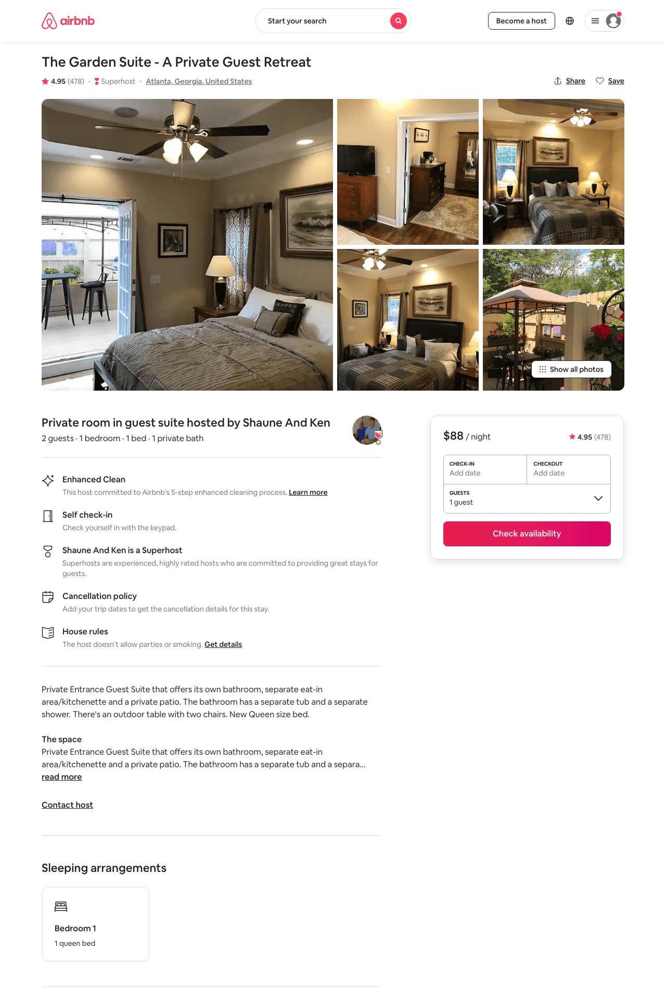 airbnb
Start your search
Become a host
The Garden Suite - A Private Guest Retreat
4.95 (478) · Superhost · Atlanta, Georgia, United States
Share
Save
Show all photos
Private room in guest suite hosted by Shaune And Ken
2 guests · 1 bedroom · 1 bed · 1 private bath
Enhanced Clean
This host committed to Airbnb's 5-step enhanced cleaning process. Learn more
Self check-in
Check yourself in with the keypad.
Shaune And Ken is a Superhost
Superhosts are experienced, highly rated hosts who are committed to providing great stays for
guests.
Cancellation policy
Add your trip dates to get the cancellation details for this stay.
House rules
The host doesn't allow parties or smoking. Get details
$88 / night
4.95 (478)
CHECK-IN
Add date
CHECKOUT
Add date
GUESTS
1 guest
Check availability
Private Entrance Guest Suite that offers its own bathroom, separate eat-in
area/kitchenette and a private patio. The bathroom has a separate tub and a separate
shower. There's an outdoor table with two chairs. New Queen size bed.
The space
Private Entrance Guest Suite that offers its own bathroom, separate eat-in
area/kitchenette and a private patio. The bathroom has a separate tub and a separa...
read more
Contact host
Sleeping arrangements
Bedroom 1
1 queen bed